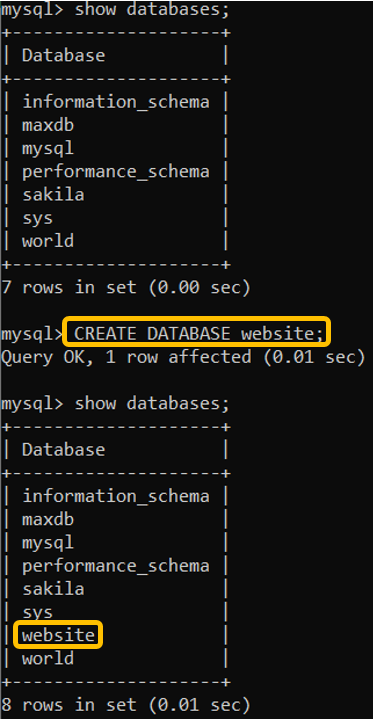 mysql> show databases;
+--------------------+
| Database           |
+--------------------+
| information_schema |
| maxdb              |
| mysql              |
| performance_schema |
| sakila             |
| sys                |
| world              |
+--------------------+
7 rows in set (0.00 sec)

mysql> CREATE DATABASE website;
Query OK, 1 row affected (0.01 sec)

mysql> show databases;
+--------------------+
| Database           |
+--------------------+
| information_schema |
| maxdb              |
| mysql              |
| performance_schema |
| sakila             |
| sys                |
| website            |
| world              |
+--------------------+
8 rows in set (0.01 sec)